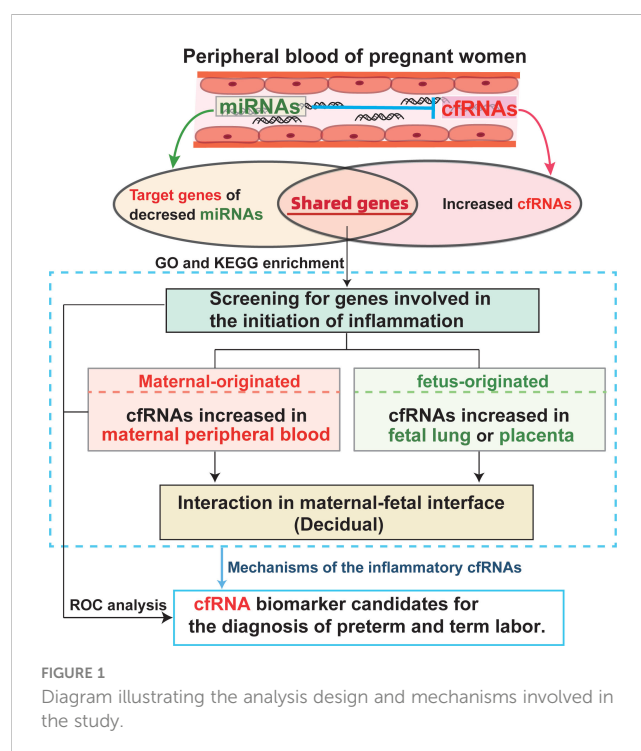 Peripheral blood of pregnant women
miRNAs
cfRNAs
Target genes of
decresed miRNAs
Shared genes
Increased cfRNAs
GO and KEGG enrichment
Screening for genes involved in
the initiation of inflammation
Maternal-originated
cfRNAs increased in
maternal peripheral blood
fetus-originated
cfRNAs increased in
fetal lung or placenta
Interaction in maternal-fetal interface
(Decidual)
Mechanisms of the inflammatory cfRNAs
ROC analysis
cfRNA biomarker candidates for
the diagnosis of preterm and term labor.
FIGURE 1
Diagram illustrating the analysis design and mechanisms involved in
the study.